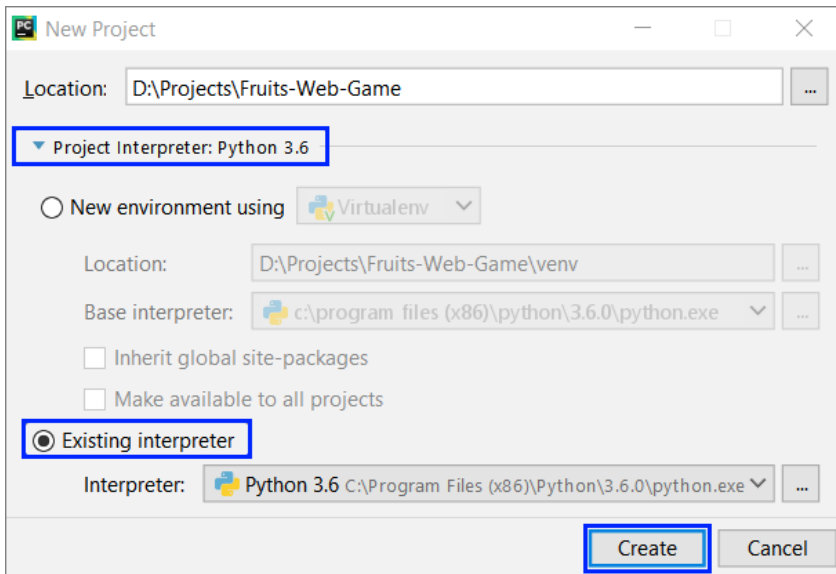 PC
New Project
Location: D:\Projects\Fruits-Web-Game ...
Project Interpreter: Python 3.6
New environment using Virtualenv
Location: D:\Projects\Fruits-Web-Game\venv ...
Base interpreter: c:\program files (x86)\python\3.6.0\python.exe ...
Inherit global site-packages
Make available to all projects
Existing interpreter
Interpreter: Python 3.6 C:\Program Files (x86)\Python\3.6.0\python.exe ...
Create Cancel